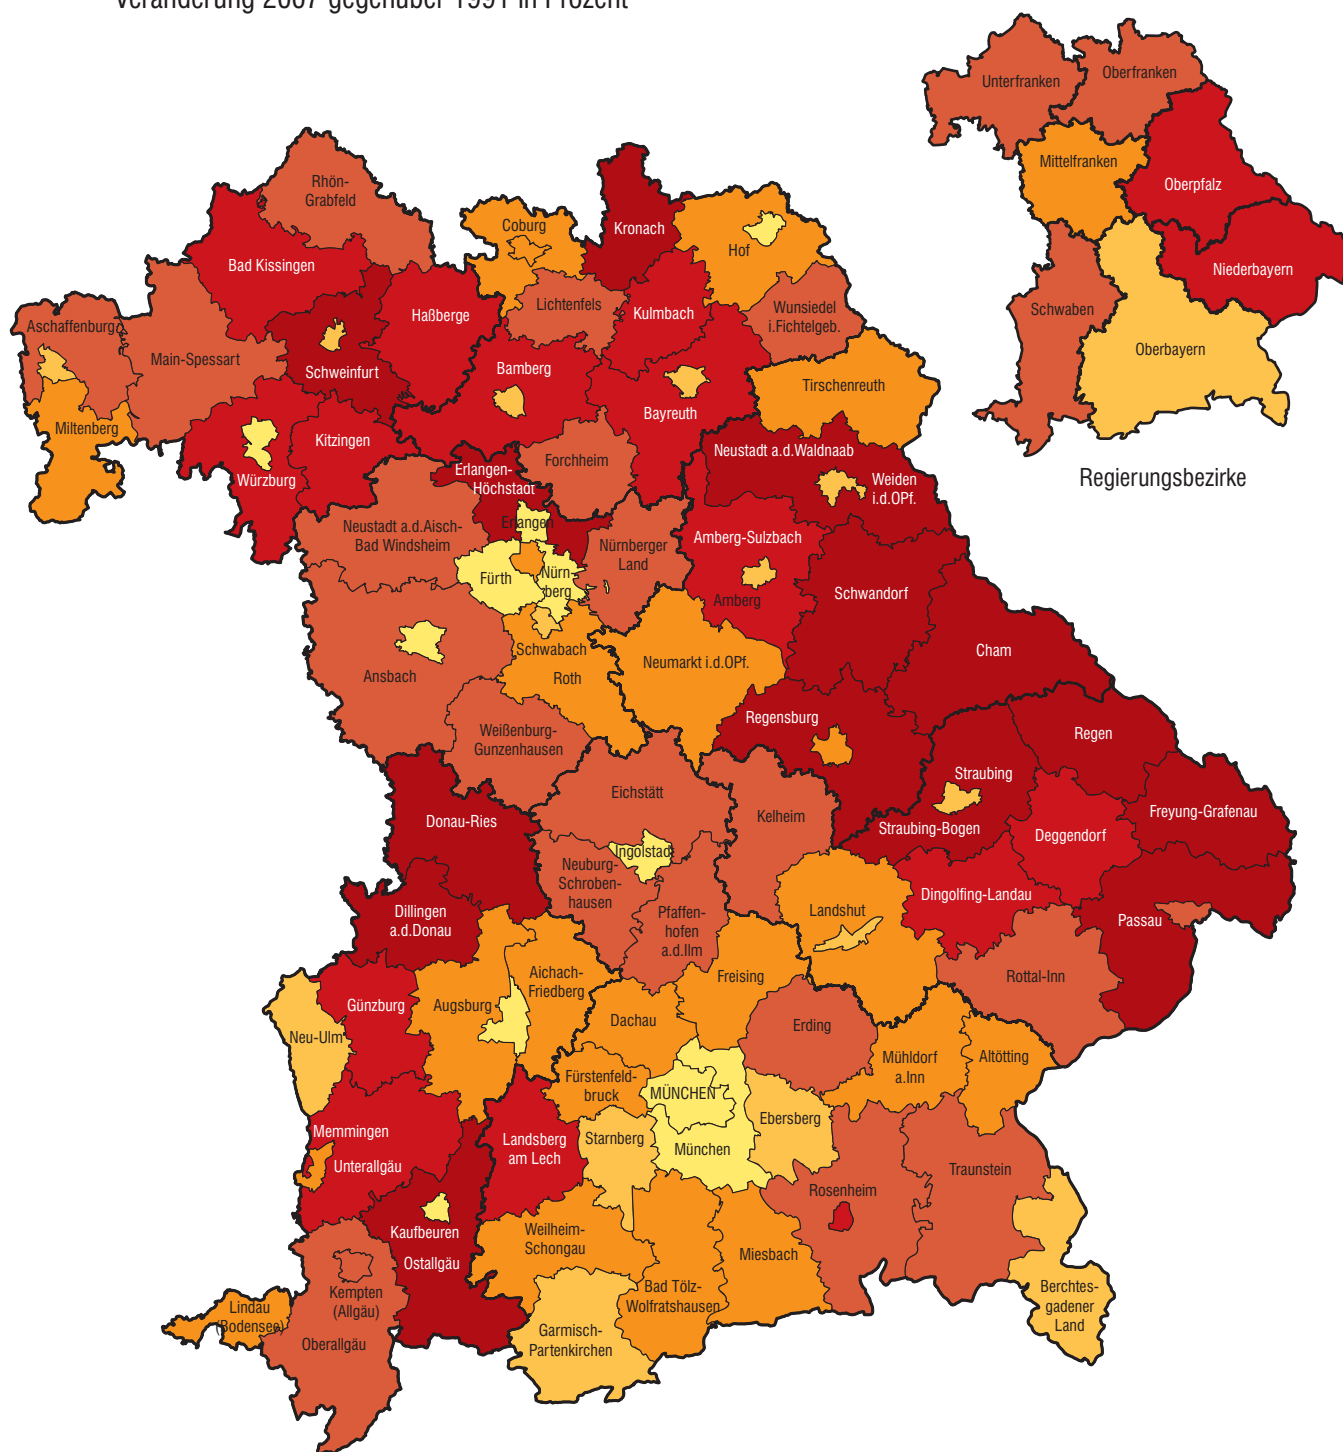 Veränderung 2007 gegenüber 1991 in Prozent
Unterfranken
Oberfranken
Mittelfranken
Oberpfalz
Niederbayern
Schwaben
Oberbayern
Regierungsbezirke
Rhön-
Grabfeld
Bad Kissingen
Coburg
Kronach
Hof
Aschaffenburg
Main-Spessart
Schweinfurt
Haßberge
Lichtenfels
Kulmbach
Wunsiedel
i.Fichtelgeb.
Miltenberg
Würzburg
Kitzingen
Bamberg
Bayreuth
Tirschenreuth
Erlangen-
Höchstadt
Forchheim
Neustadt a.d.Waldnaab
Weiden
i.d.OPf.
Neustadt a.d.Aisch-
Bad Windsheim
Erlangen
Fürth
Nürn-
berg
Nürnberger
Land
Amberg-Sulzbach
Amberg
Schwandorf
Cham
Ansbach
Schwabach
Roth
Neumarkt i.d.OPf.
Weißenburg-
Gunzenhausen
Regensburg
Regen
Straubing
Straubing-Bogen
Freyung-Grafenau
Deggendorf
Donau-Ries
Eichstätt
Kelheim
Ingolstadt
Neuburg-
Schroben-
hausen
Dingolfing-Landau
Dillingen
a.d.Donau
Pfaffen-
hofen
a.d.Ilm
Landshut
Passau
Rottal-Inn
Günzburg
Augsburg
Aichach-
Friedberg
Freising
Neu-Ulm
Dachau
Erding
Mühldorf
a.Inn
Altötting
Fürstenfeld-
bruck
MÜNCHEN
München
Ebersberg
Memmingen
Unterallgäu
Landsberg
am Lech
Starnberg
Rosenheim
Traunstein
Kaufbeuren
Ostallgäu
Weilheim-
Schongau
Bad Tölz-
Wolfratshausen
Miesbach
Berchtes-
gadener
Land
Lindau
(Bodensee)
Kempten
(Allgäu)
Oberallgäu
Garmisch-
Partenkirchen